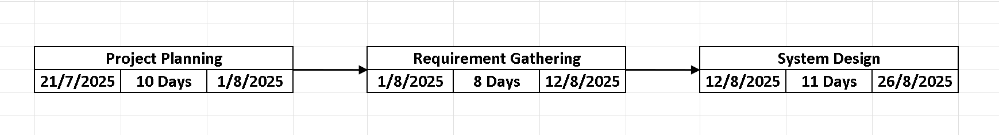 Project Planning
21/7/2025 10 Days 1/8/2025
Requirement Gathering
1/8/2025 8 Days 12/8/2025
System Design
12/8/2025 11 Days 26/8/2025